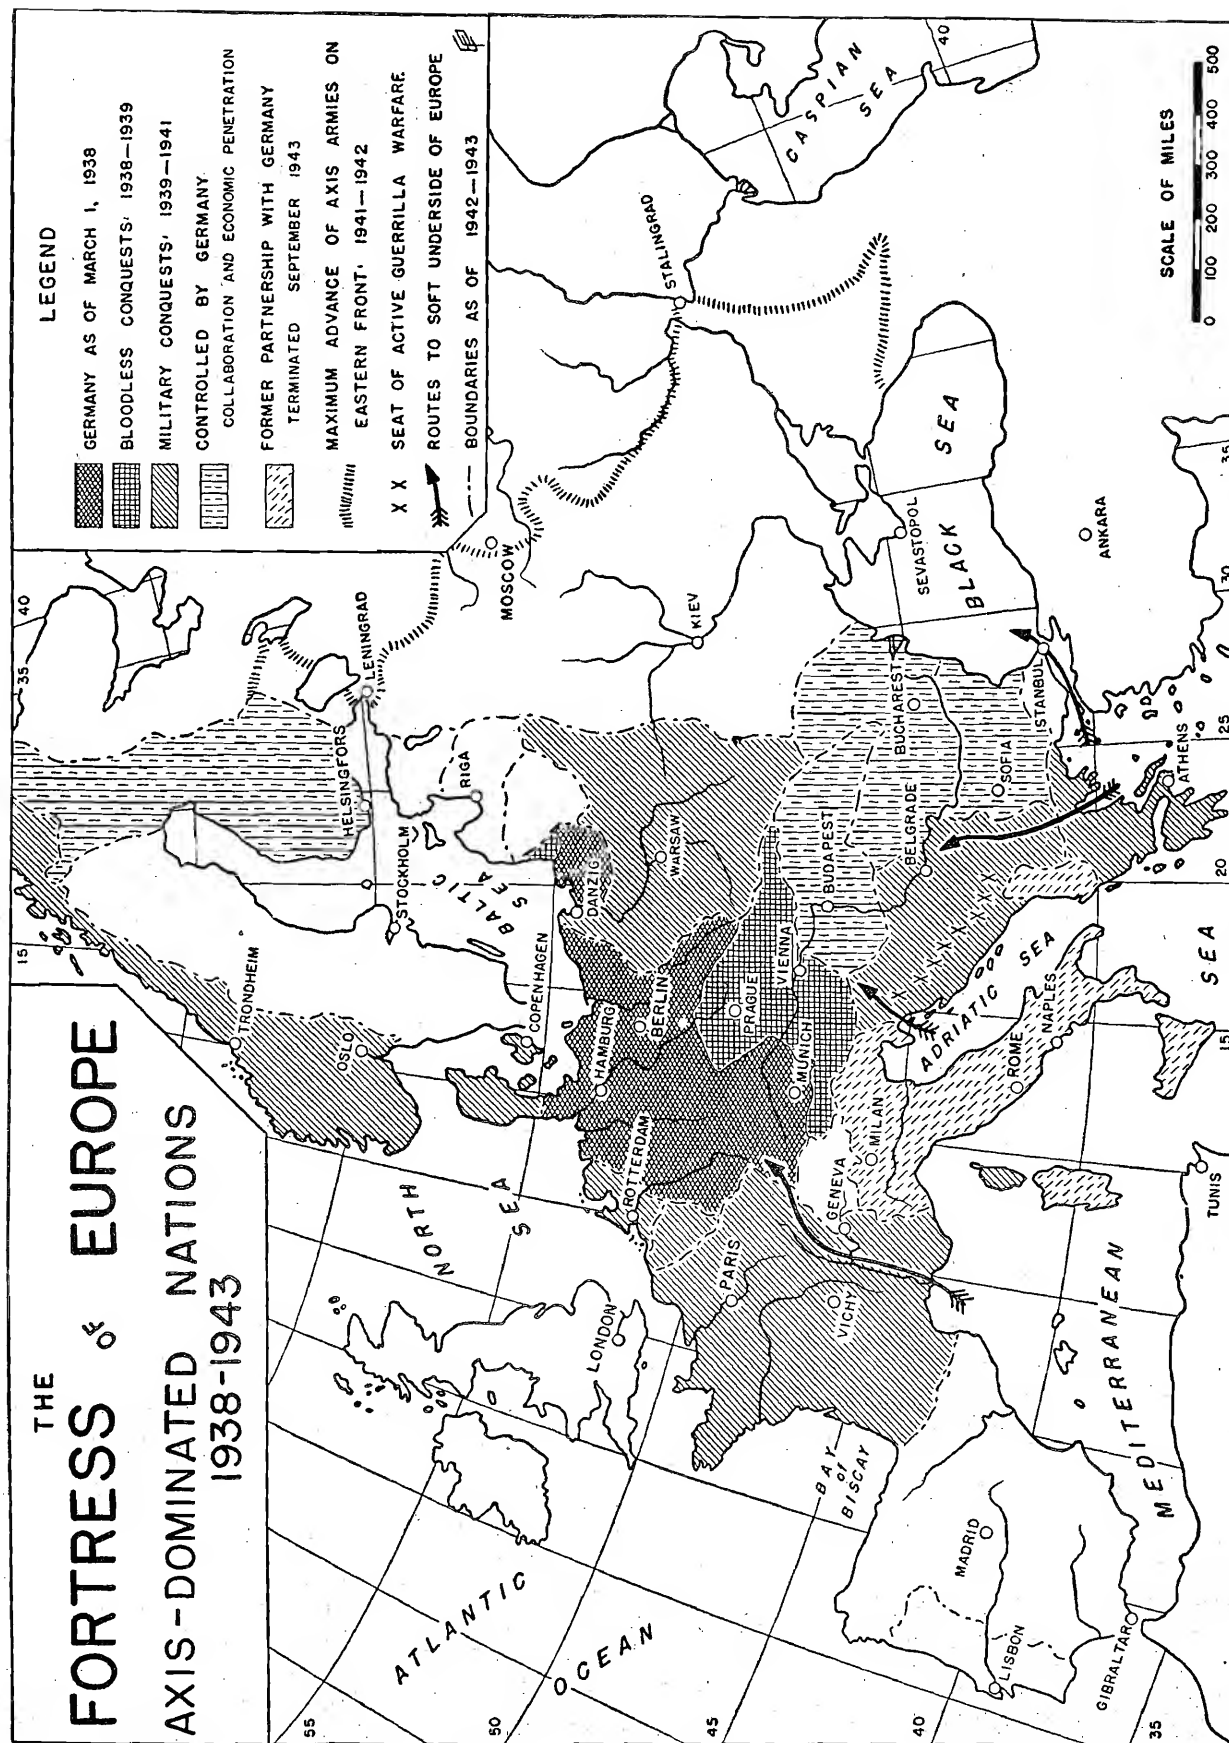 THE
FORTRESS of EUROPE
AXIS-DOMINATED NATIONS
1938-1943
LEGEND
GERMANY AS OF MARCH 1, 1938
BLOODLESS CONQUESTS: 1938-1939
MILITARY CONQUESTS: 1939-1941
CONTROLLED BY GERMANY
COLLABORATION AND ECONOMIC PENETRATION
FORMER PARTNERSHIP WITH GERMANY
TERMINATED SEPTEMBER 1943
MAXIMUM ADVANCE OF AXIS ARMIES ON
EASTERN FRONT: 1941-1942
X X SEAT OF ACTIVE GUERRILLA WARFARE
ROUTES TO SOFT UNDERSIDE OF EUROPE
BOUNDARIES AS OF 1942-1943
15
35
40
TRONDHEIM
OSLO
STOCKHOLM
HELSINGFORS
LENINGRAD
MOSCOW
RIGA
BALTIC
SEA
COPENHAGEN
NORTH
SEA
DANZIG
HAMBURG
BERLIN
WARSAW
KIEV
STALINGRAD
CASPIAN
SEA
40
ROTTERDAM
LONDON
PRAGUE
PARIS
MUNICH
VIENNA
BUDAPEST
VICHY
GENEVA
MILAN
BELGRADE
BUCHAREST
SEVASTOPOL
BLACK
SEA
SOFIA
ISTANBUL
ANKARA
ATLANTIC
OCEAN
BAY
of
BISCAY
ADRIATIC
SEA
ROME
NAPLES
ATHENS
MADRID
LISBON
GIBRALTAR
MEDITERRANEAN
SEA
TUNIS
55
50
45
40
35
15
20
25
30
35
SCALE OF MILES
0 100 200 300 400 500
X X X X X X X X